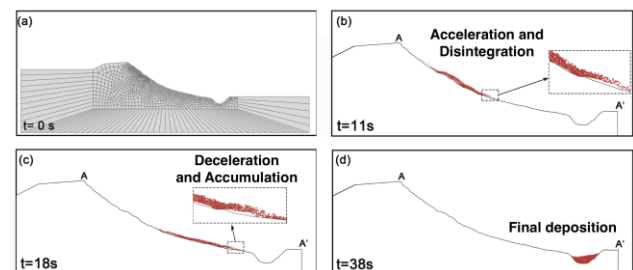 (a)
t= 0 s
(b)
A
Acceleration and
Disintegration
A'
t=11s
(c)
A
Deceleration
and Accumulation
A'
t=18s
(d)
A
Final deposition
A'
t=38s